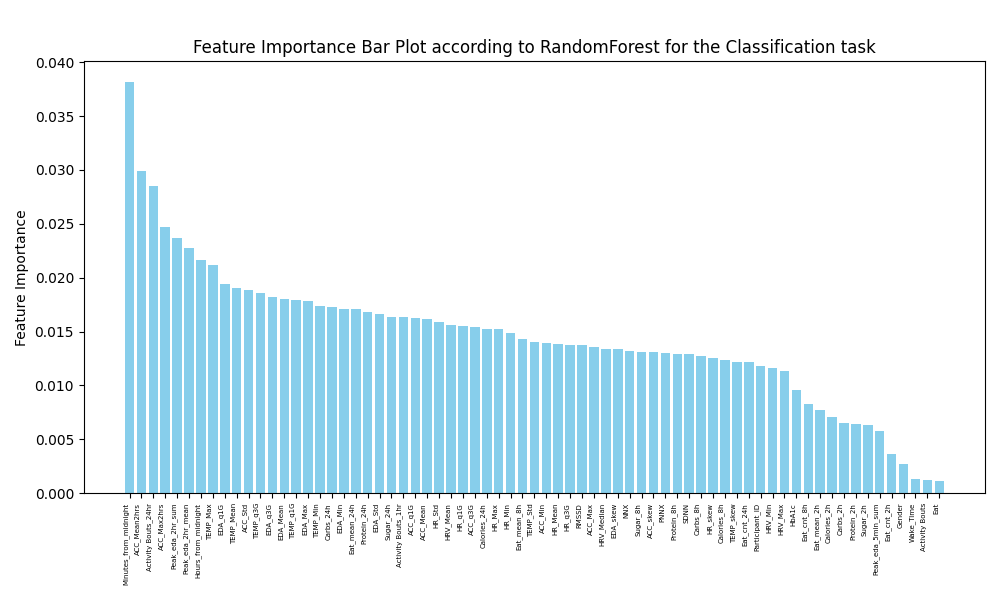 Feature Importance Bar Plot according to RandomForest for the Classification task
Feature Importance
0.040
0.035
0.030
0.025
0.020
0.015
0.010
0.005
0.000
Minutes_from_midnight
ACC_Mean2hrs
Activity Bouts_24hr
ACC_Max2hrs
Peak_eda_2hr_sum
Peak_eda_2hr_mean
Hours_from_midnight
TEMP_Max
EDA_q1G
TEMP_Mean
ACC_Std
TEMP_q3G
EDA_q3G
EDA_Mean
TEMP_q1G
EDA_Max
TEMP_Min
Carbs_24h
EDA_Min
Eat_mean_24h
Protein_24h
EDA_Std
Sugar_24h
Activity Bouts_1hr
ACC_q1G
ACC_Mean
HR_Std
HRV_Mean
HR_q1G
ACC_q3G
Calories_24h
HR_Max
HR_Min
Eat_mean_8h
TEMP_Std
ACC_Min
HR_Mean
HR_q3G
RMSSD
ACC_Max
HRV_Median
EDA_skew
NNX
Sugar_8h
ACC_skew
PNNX
Protein_8h
SDNN
Carbs_8h
HR_skew
Calories_8h
TEMP_skew
Eat_cnt_24h
Participant_ID
HRV_Min
HRV_Max
HbA1c
Eat_cnt_8h
Eat_mean_2h
Calories_2h
Carbs_2h
Protein_2h
Sugar_2h
Peak_eda_5min_sum
Eat_cnt_2h
Gender
Wake_Time
Activity Bouts
Eat